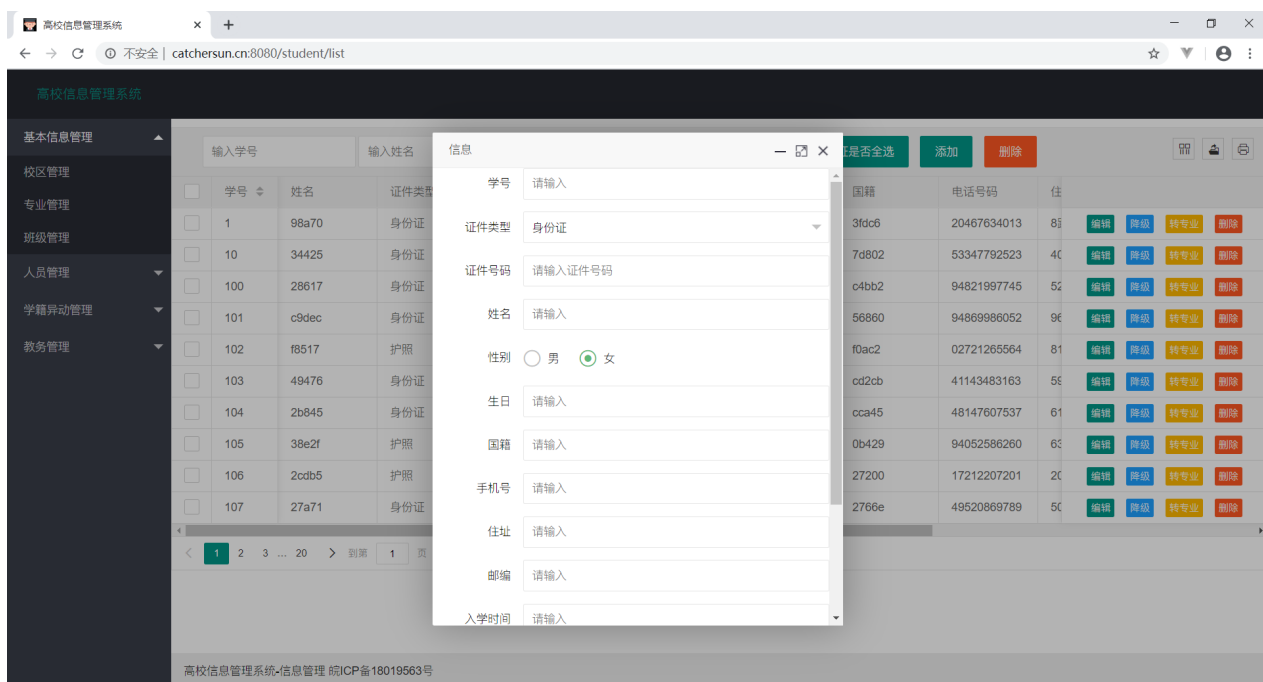 高校信息管理系统
不安全 | catchersun.cn:8080/student/list
高校信息管理系统
基本信息管理
校区管理
专业管理
班级管理
人员管理
学籍异动管理
教务管理
输入学号 输入姓名 是否全选 添加 删除
学号 姓名 证件类型 国籍 电话号码 住
1 98a70 身份证 3fdc6 20467634013 编辑 降级 转专业 删除
10 34425 身份证 7d802 53347792523 40 编辑 降级 转专业 删除
100 28617 身份证 c4bb2 94821997745 52 编辑 降级 转专业 删除
101 c9dec 身份证 56860 94869986052 96 编辑 降级 转专业 删除
102 f8517 护照 f0ac2 02721265564 81 编辑 降级 转专业 删除
103 49476 身份证 cd2cb 41143483163 59 编辑 降级 转专业 删除
104 2b845 身份证 cca45 48147607537 61 编辑 降级 转专业 删除
105 38e2f 护照 0b429 94052586260 63 编辑 降级 转专业 删除
106 2cdb5 护照 27200 17212207201 20 编辑 降级 转专业 删除
107 27a71 身份证 2766e 49520869789 50 编辑 降级 转专业 删除
1 2 3 … 20 到第 1 页
信息
学号 请输入
证件类型 身份证
证件号码 请输入证件号码
姓名 请输入
性别 男 女
生日 请输入
国籍 请输入
手机号 请输入
住址 请输入
邮编 请输入
入学时间 请输入
高校信息管理系统-信息管理 皖ICP备18019563号